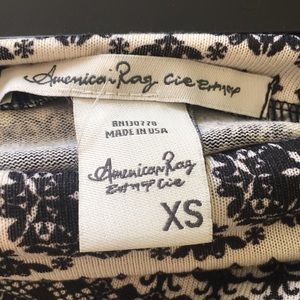 American Rag Cie
RN130778
MADE IN USA
American Rag
Cie
XS